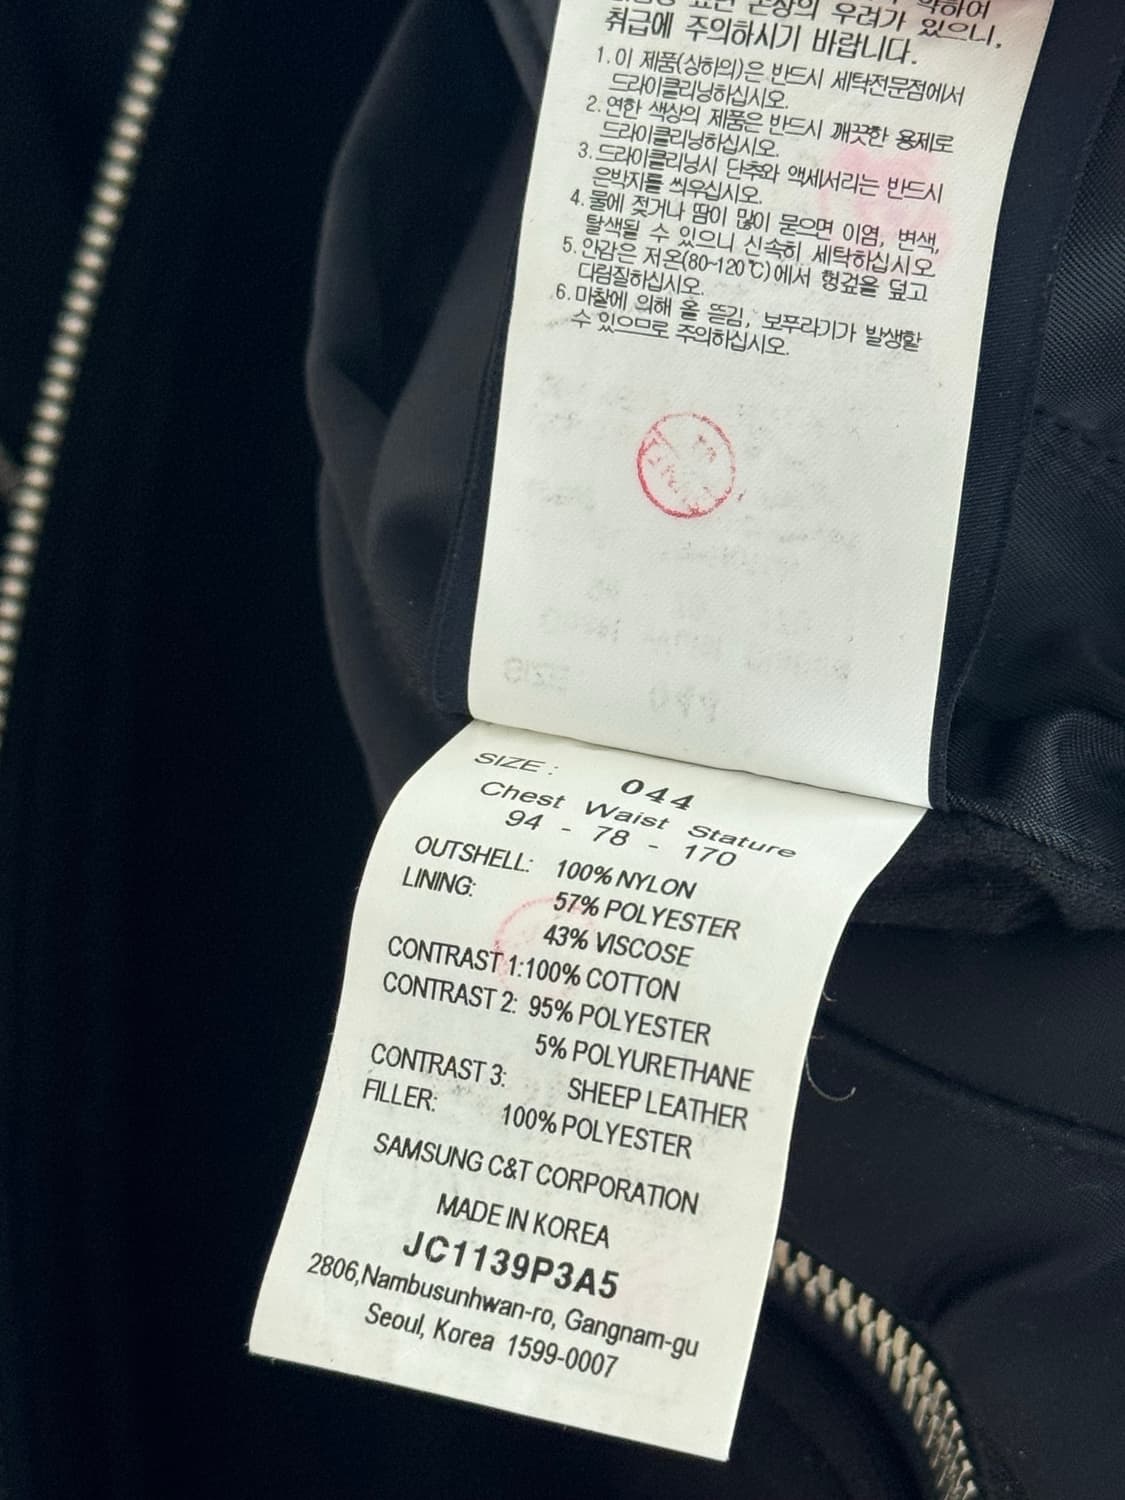 손상의 우려가 있으니,
취급에 주의하시기 바랍니다.
1.이 제품(상하의)은 반드시 세탁전문점에서
드라이클리닝하십시오.
2.연한 색상의 제품은 반드시 깨끗한 용제로
드라이클리닝하십시오.
3.드라이클리닝시 단추와 액세서리는 반드시
은박지를 씌우십시오.
4.물에 젖거나 땀이 많이 묻으면 이염, 변색,
탈색될 수 있으니 신속히 세탁하십시오
5.안감은 저온(80~120℃)에서 헝겊을 덮고
다림질하십시오.
6.마찰에 의해 올 뜯김, 보푸라기가 발생할
수 있으므로 주의하십시오.
SIZE : 044
Chest Waist Stature
94 - 78 - 170
OUTSHELL: 100% NYLON
LINING: 57% POLYESTER
43% VISCOSE
CONTRAST 1:100% COTTON
CONTRAST 2: 95% POLYESTER
5% POLYURETHANE
CONTRAST 3: SHEEP LEATHER
FILLER: 100% POLYESTER
SAMSUNG C&T CORPORATION
MADE IN KOREA
JC1139P3A5
2806,Nambusunhwan-ro, Gangnam-gu
Seoul, Korea 1599-0007